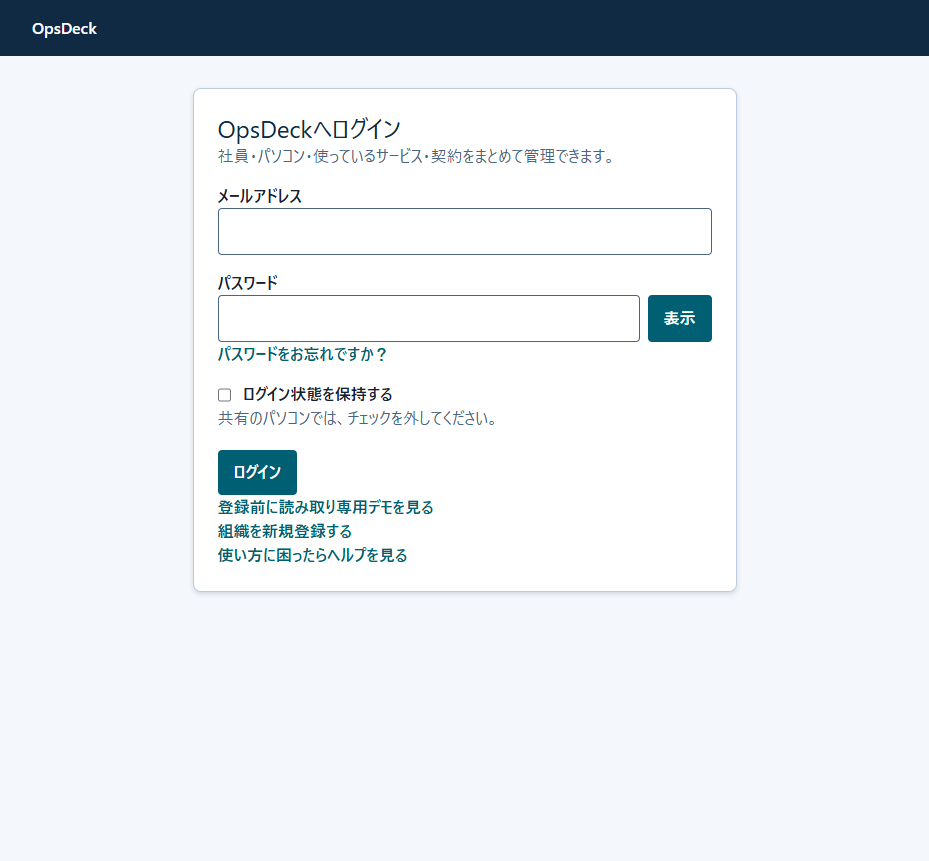 OpsDeck
OpsDeckへログイン
社員・パソコン・使っているサービス・契約をまとめて管理できます。
メールアドレス
パスワード
表示
パスワードをお忘れですか？
ログイン状態を保持する
共有のパソコンでは、チェックを外してください。
ログイン
登録前に読み取り専用デモを見る
組織を新規登録する
使い方に困ったらヘルプを見る